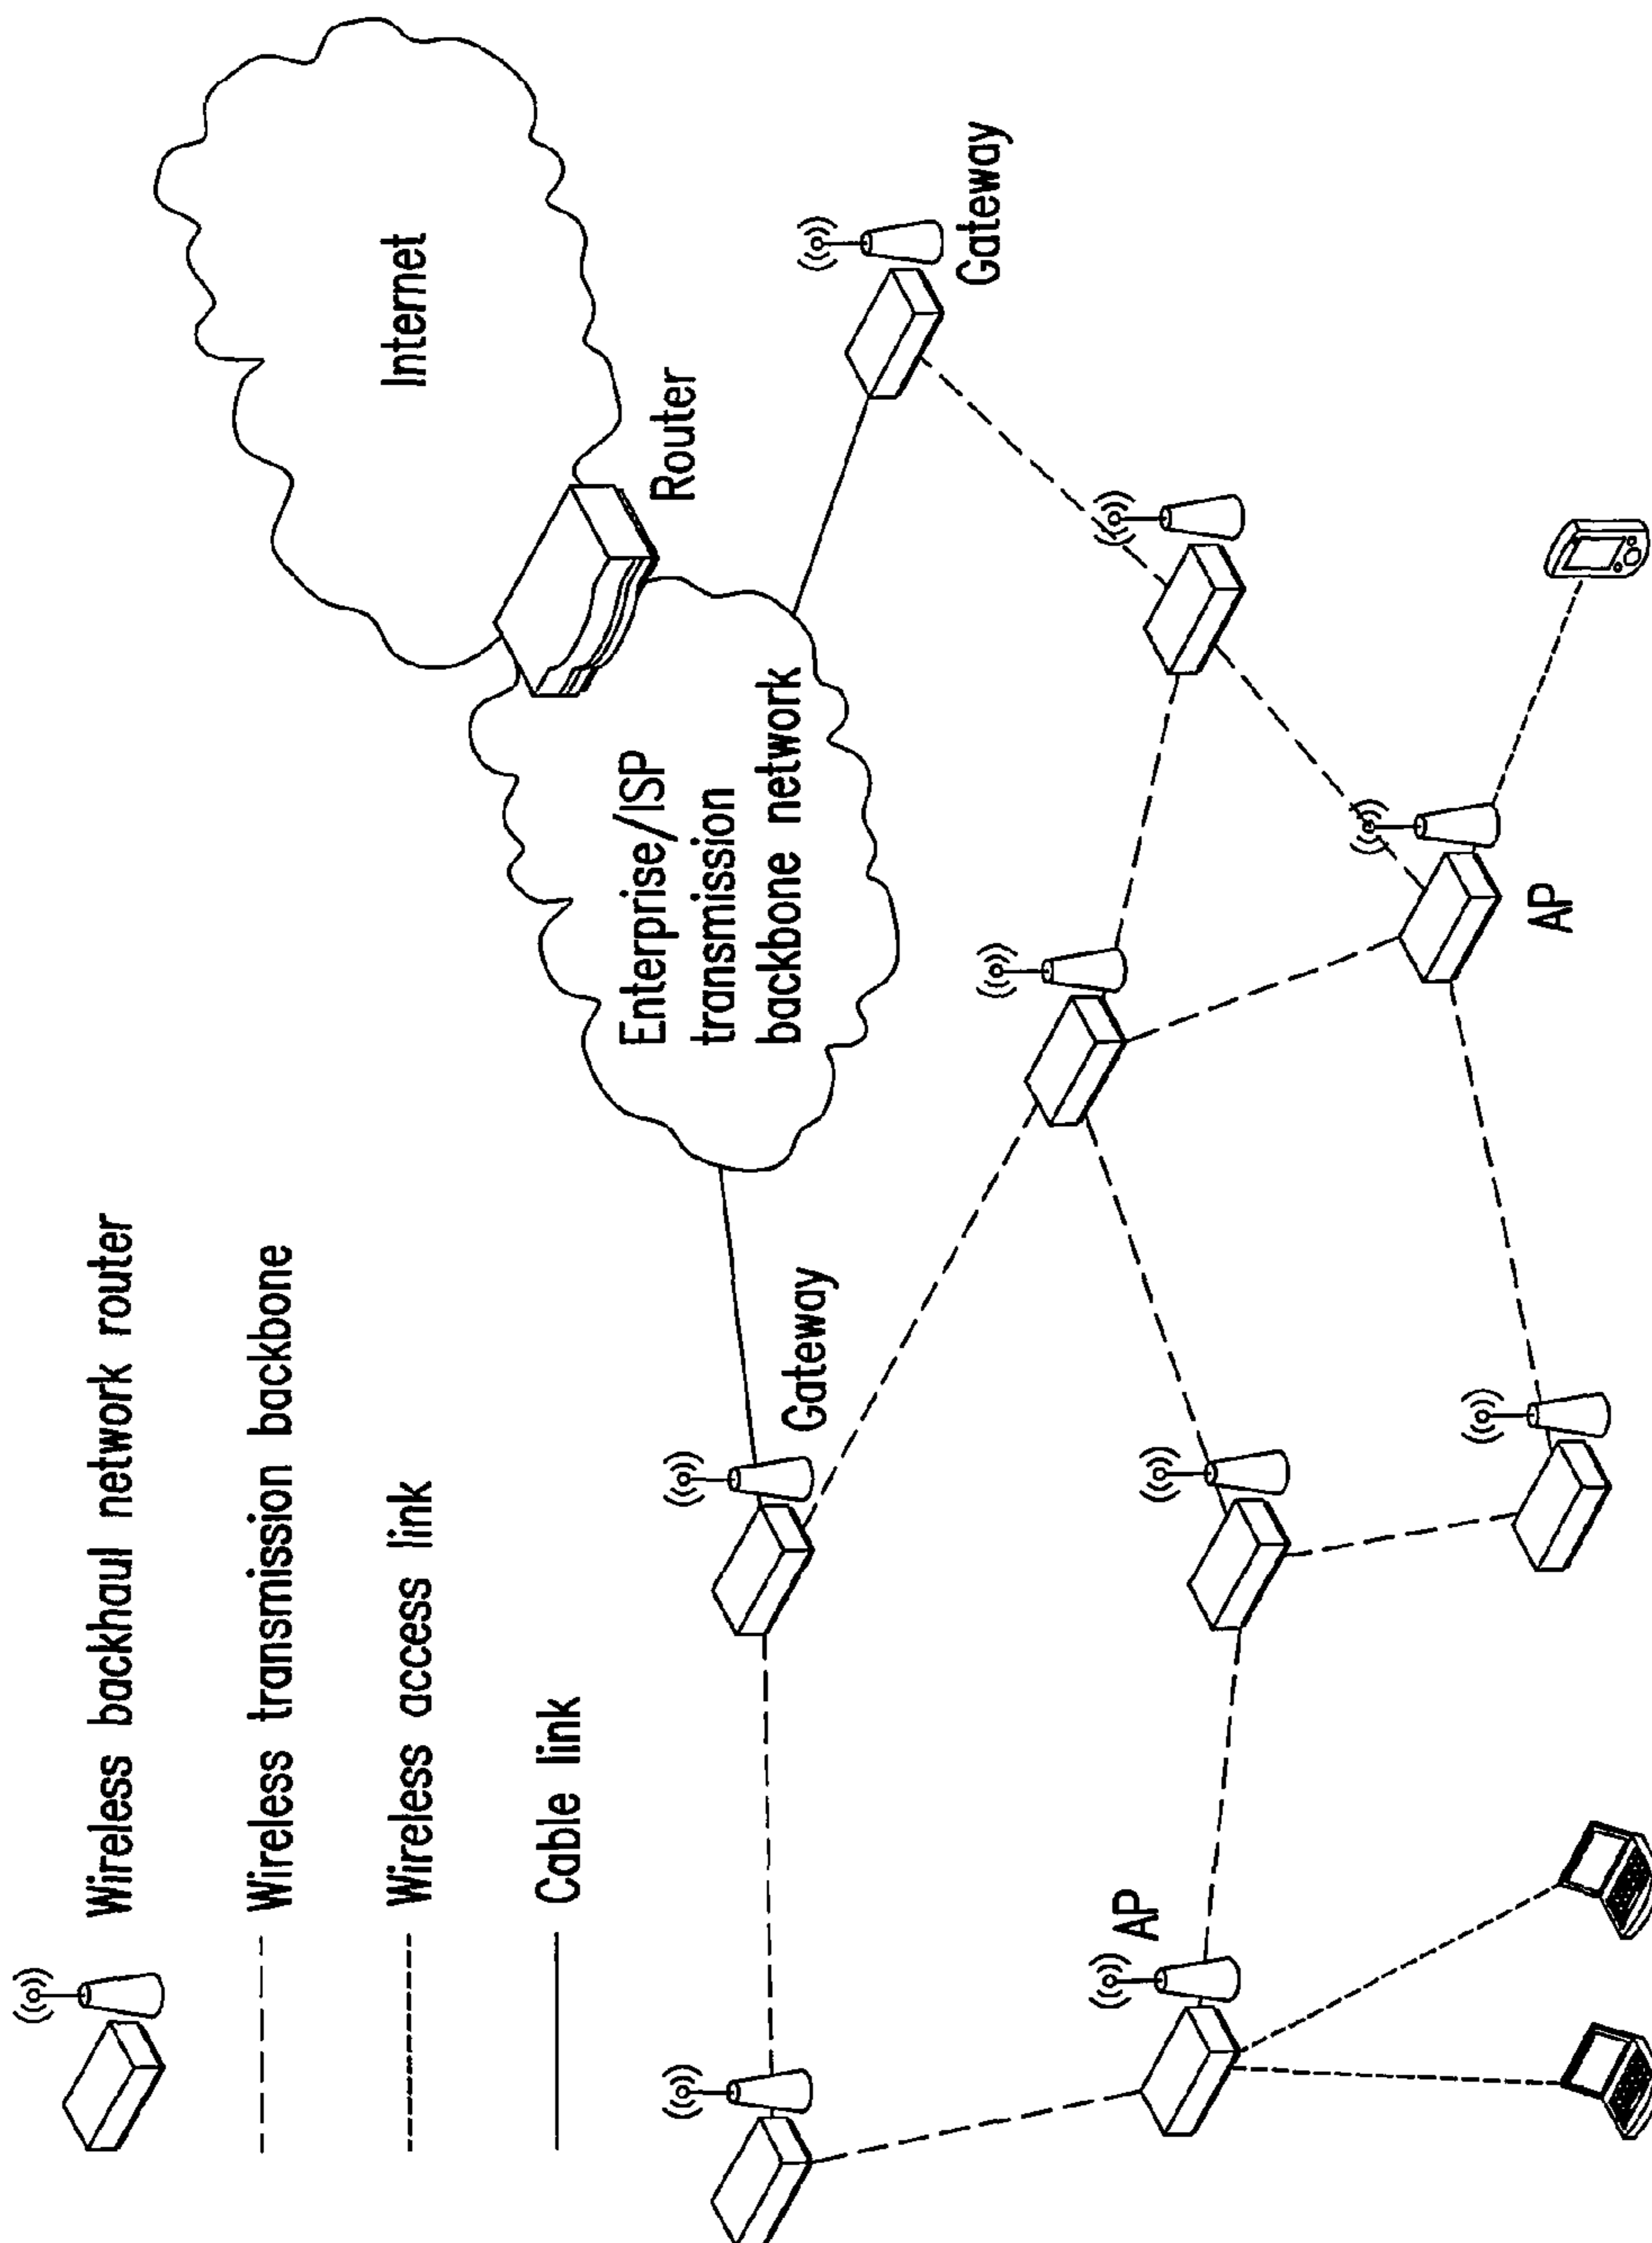 Wireless backhaul network router
Wireless transmission backbone
Wireless access link
Cable link
Internet
Router
Enterprise/ISP
transmission
backbone network
Gateway
Gateway
AP
AP